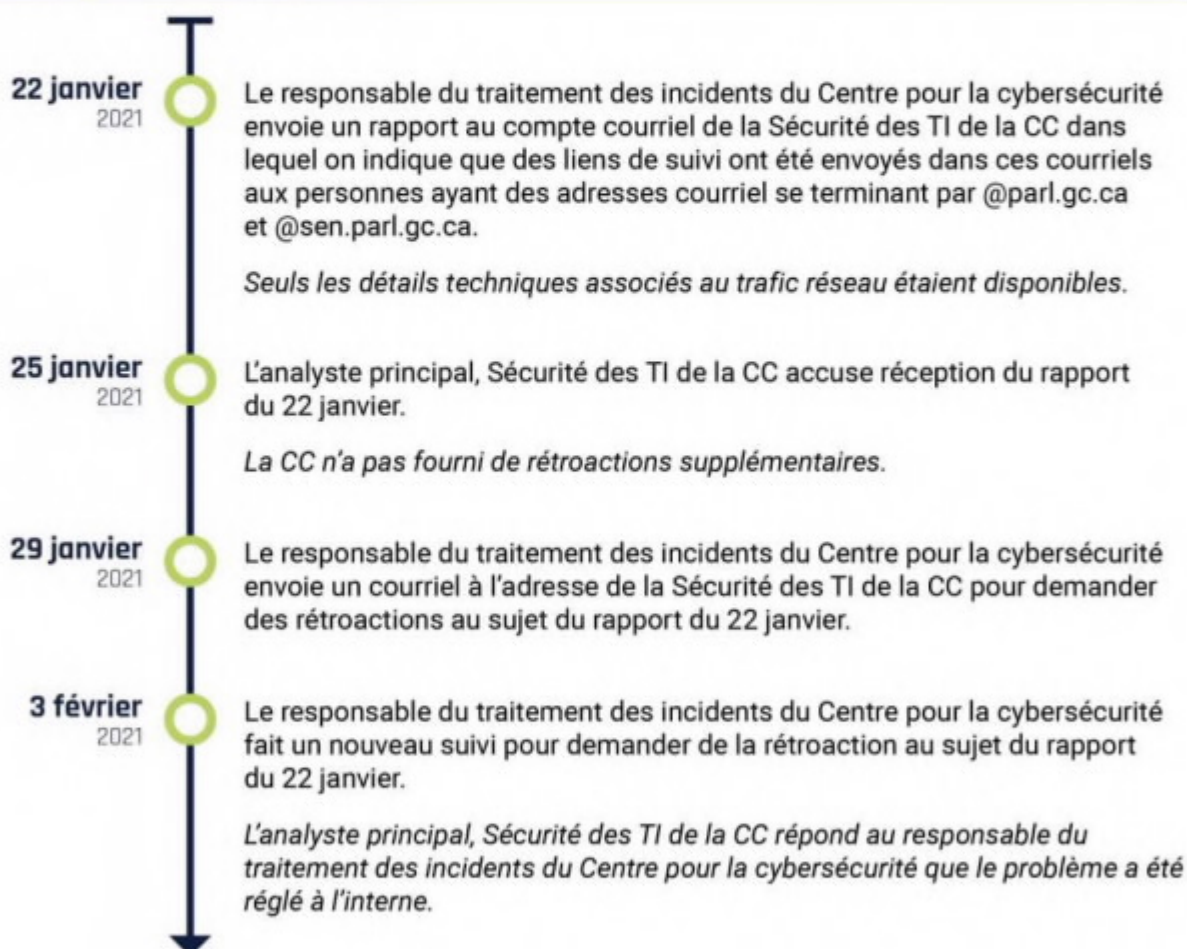 22 janvier
2021
Le responsable du traitement des incidents du Centre pour la cybersécurité
envoie un rapport au compte courriel de la Sécurité des TI de la CC dans
lequel on indique que des liens de suivi ont été envoyés dans ces courriels
aux personnes ayant des adresses courriel se terminant par @parl.gc.ca
et @sen.parl.gc.ca.
Seuls les détails techniques associés au trafic réseau étaient disponibles.
25 janvier
2021
L'analyste principal, Sécurité des TI de la CC accuse réception du rapport
du 22 janvier.
La CC n'a pas fourni de rétroactions supplémentaires.
29 janvier
2021
Le responsable du traitement des incidents du Centre pour la cybersécurité
envoie un courriel à l'adresse de la Sécurité des TI de la CC pour demander
des rétroactions au sujet du rapport du 22 janvier.
3 février
2021
Le responsable du traitement des incidents du Centre pour la cybersécurité
fait un nouveau suivi pour demander de la rétroaction au sujet du rapport
du 22 janvier.
L'analyste principal, Sécurité des TI de la CC répond au responsable du
traitement des incidents du Centre pour la cybersécurité que le problème a été
réglé à l'interne.